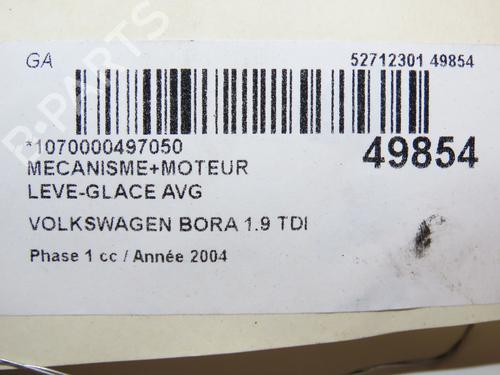 GA
52712301 49854
*1070000497050
49854
MECANISME+MOTEUR
LEVE-GLACE AVG
VOLKSWAGEN BORA 1.9 TDI
Phase 1 cc / Année 2004
R-PARTS